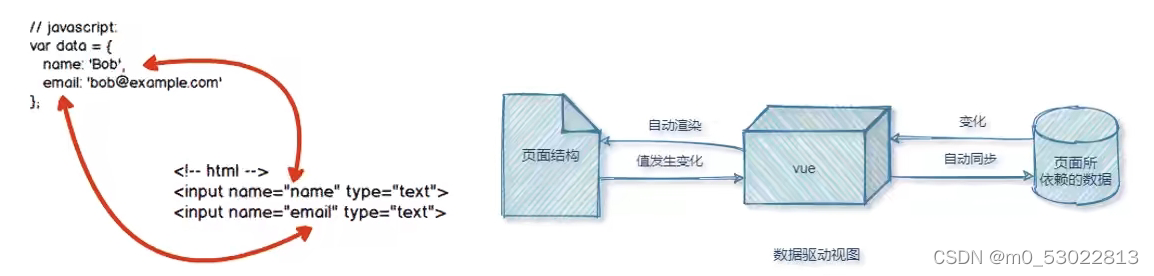 // javascript:
var data = {
name: 'Bob',
email: 'bob@example.com'
};
<!-- html -->
<input name="name" type="text">
<input name="email" type="text">
页面结构
自动渲染
值发生变化
vue
变化
自动同步
页面所
依赖的数据
数据驱动视图
CSDN @m0_53022813